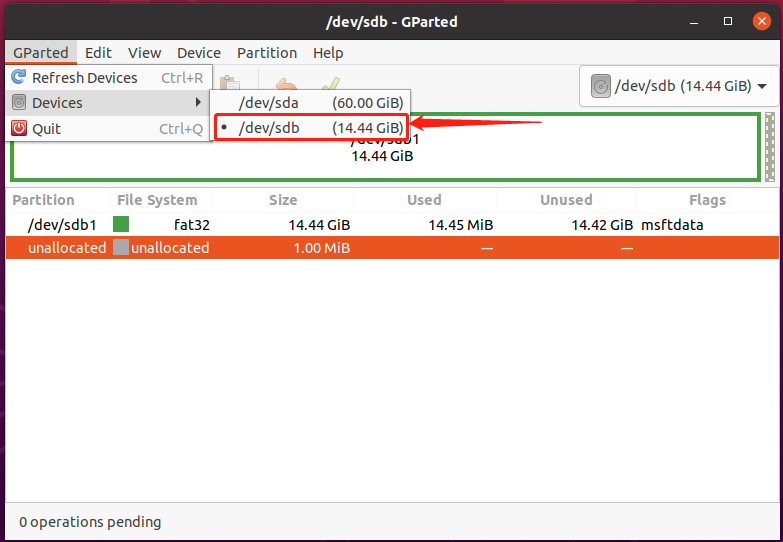 /dev/sdb - GParted
GParted Edit View Device Partition Help
Refresh Devices Ctrl+R
Devices
Quit Ctrl+Q
/dev/sda (60.00 GiB)
/dev/sdb (14.44 GiB)
/dev/sdb (14.44 GiB)
/dev/sdb1
14.44 GiB
Partition File System Size Used Unused Flags
/dev/sdb1 fat32 14.44 GiB 14.45 MiB 14.42 GiB msftdata
unallocated unallocated 1.00 MiB --- ---
0 operations pending